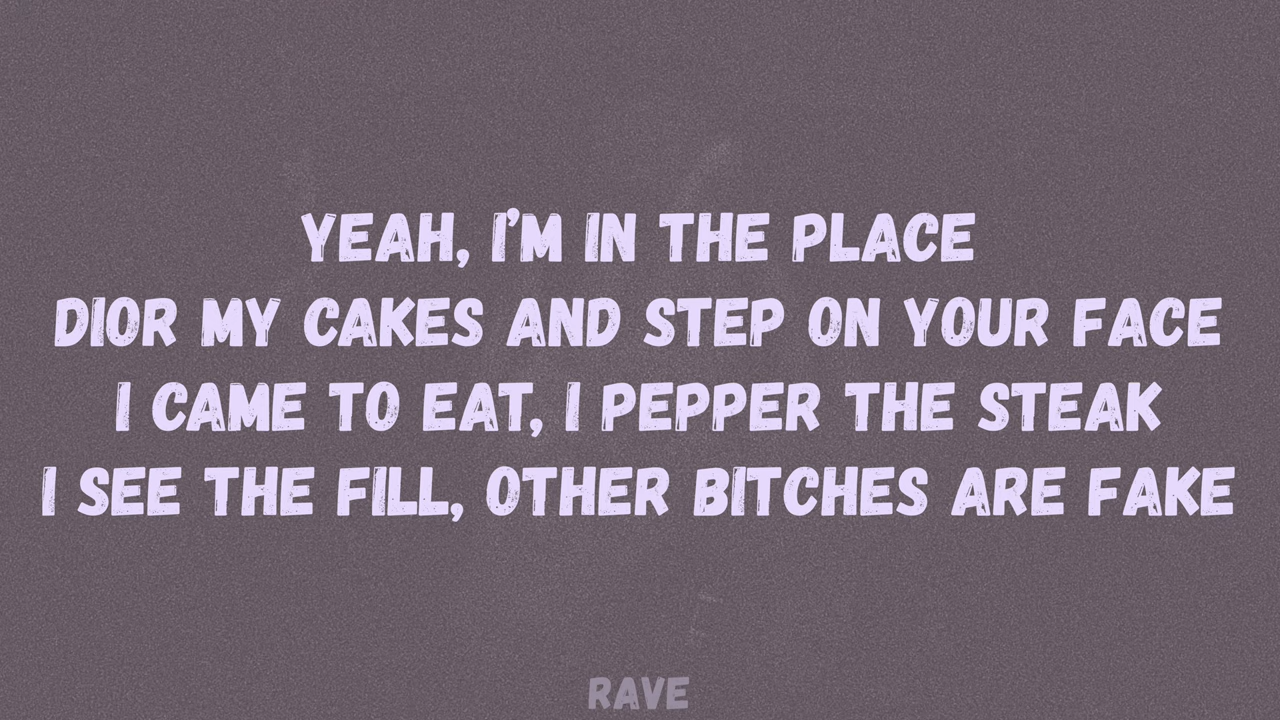 YEAH, I'M IN THE PLACE
DIOR MY CAKES AND STEP ON YOUR FACE
I CAME TO EAT, I PEPPER THE STEAK
I SEE THE FILL, OTHER BITCHES ARE FAKE
RAVE